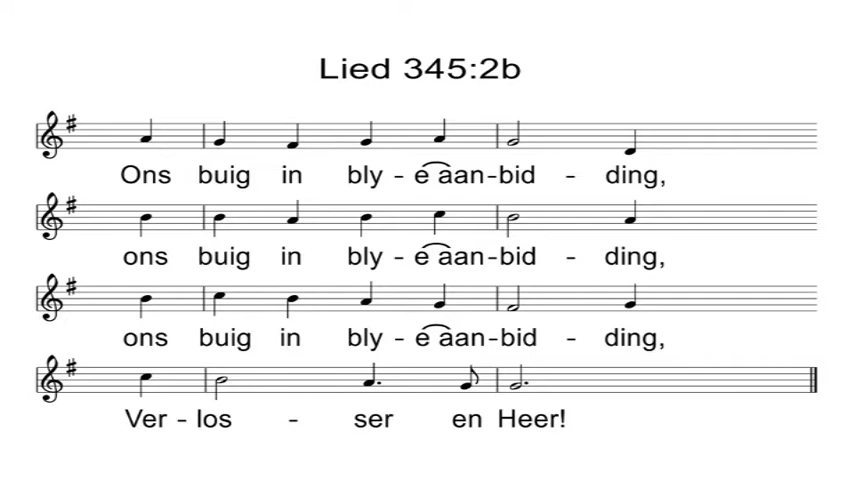 Lied 345:2b
Ons buig in bly - e aan - bid - ding,
ons buig in bly - e aan - bid - ding,
ons buig in bly - e aan - bid - ding,
Ver - los - ser en Heer!